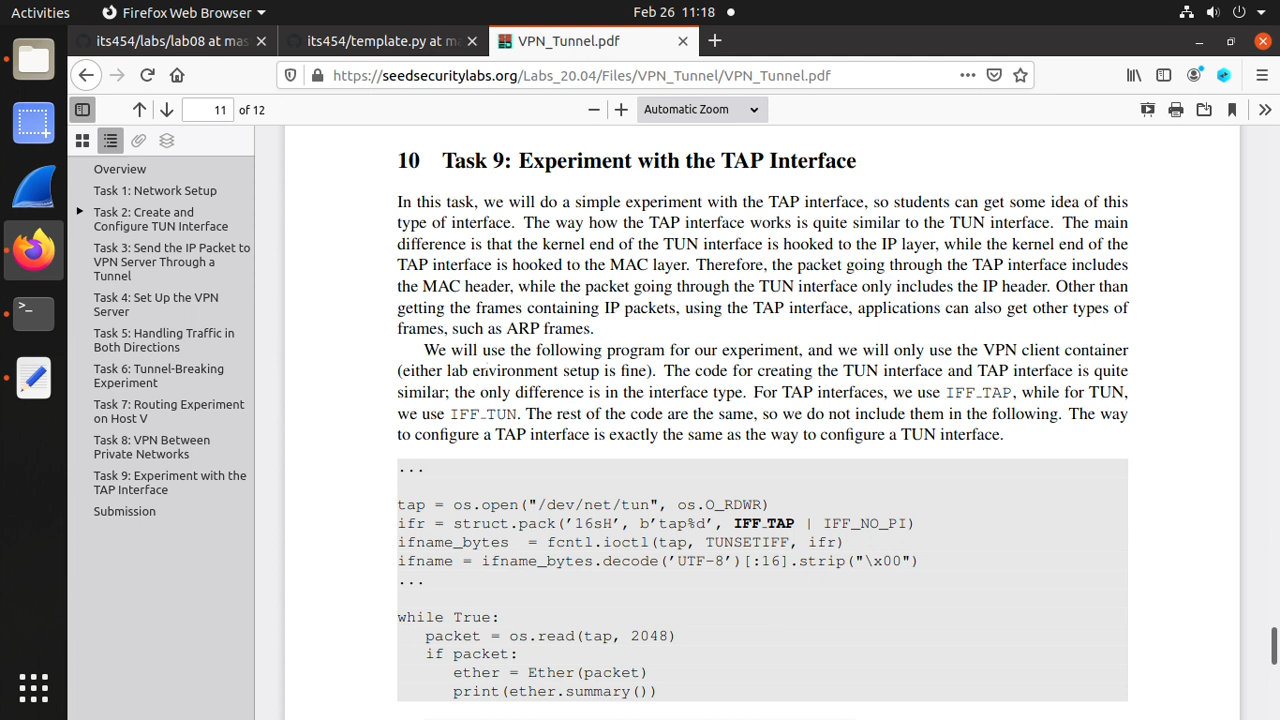 Activities
Firefox Web Browser
Feb 26 11:18
its454/labs/lab08 at mas
its454/template.py at m
VPN_Tunnel.pdf
https://seedsecuritylabs.org/Labs_20.04/Files/VPN_Tunnel/VPN_Tunnel.pdf
11 of 12
Automatic Zoom
Overview
Task 1: Network Setup
Task 2: Create and
Configure TUN Interface
Task 3: Send the IP Packet to
VPN Server Through a
Tunnel
Task 4: Set Up the VPN
Server
Task 5: Handling Traffic in
Both Directions
Task 6: Tunnel-Breaking
Experiment
Task 7: Routing Experiment
on Host V
Task 8: VPN Between
Private Networks
Task 9: Experiment with the
TAP Interface
Submission
10 Task 9: Experiment with the TAP Interface
In this task, we will do a simple experiment with the TAP interface, so students can get some idea of this
type of interface. The way how the TAP interface works is quite similar to the TUN interface. The main
difference is that the kernel end of the TUN interface is hooked to the IP layer, while the kernel end of the
TAP interface is hooked to the MAC layer. Therefore, the packet going through the TAP interface includes
the MAC header, while the packet going through the TUN interface only includes the IP header. Other than
getting the frames containing IP packets, using the TAP interface, applications can also get other types of
frames, such as ARP frames.
We will use the following program for our experiment, and we will only use the VPN client container
(either lab environment setup is fine). The code for creating the TUN interface and TAP interface is quite
similar; the only difference is in the interface type. For TAP interfaces, we use IFF_TAP, while for TUN,
we use IFF_TUN. The rest of the code are the same, so we do not include them in the following. The way
to configure a TAP interface is exactly the same as the way to configure a TUN interface.
...
tap = os.open("/dev/net/tun", os.O_RDWR)
ifr = struct.pack('16sH', b'tap%d', IFF_TAP | IFF_NO_PI)
ifname_bytes = fcntl.ioctl(tap, TUNSETIFF, ifr)
ifname = ifname_bytes.decode('UTF-8')[:16].strip("\x00")
...
while True:
packet = os.read(tap, 2048)
if packet:
ether = Ether(packet)
print(ether.summary())